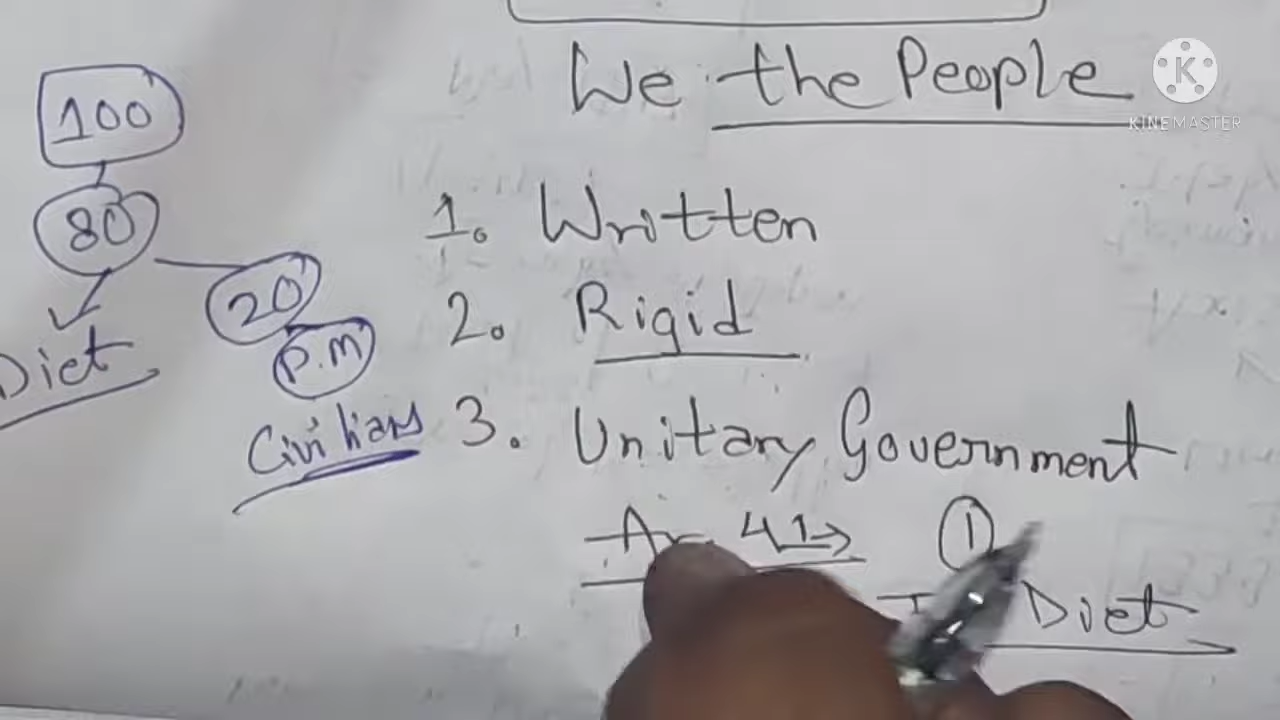 We the People
K
KINEMASTER
100
80
20
P.M
Diet
Civilians
1. Written
2. Rigid
3. Unitary Government
41→ ①
Diet